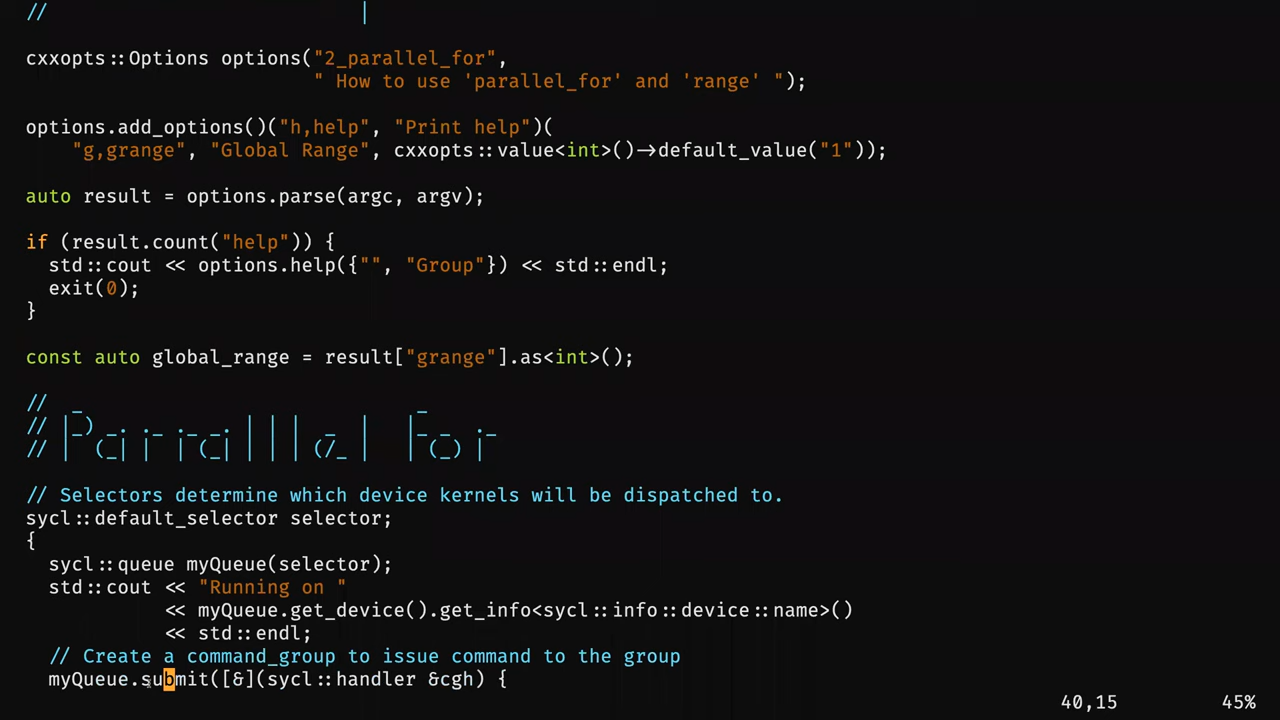 //                           |
cxxopts::Options options("2_parallel_for",
                         " How to use 'parallel_for' and 'range' ");
options.add_options()("h,help", "Print help")(
    "g,grange", "Global Range", cxxopts::value<int>()->default_value("1"));
auto result = options.parse(argc, argv);
if (result.count("help")) {
  std::cout << options.help({"", "Group"}) << std::endl;
  exit(0);
}
const auto global_range = result["grange"].as<int>();
//  _                             _
// |_) _. ._ ._ _. | | |  _  |   |_ _  ._
// |  (_| |  | (_| | | | (/_ |   | (_) |
// Selectors determine which device kernels will be dispatched to.
sycl::default_selector selector;
{
  sycl::queue myQueue(selector);
  std::cout << "Running on "
            << myQueue.get_device().get_info<sycl::info::device::name>()
            << std::endl;
  // Create a command_group to issue command to the group
  myQueue.submit([&](sycl::handler &cgh) {
40,15 45%